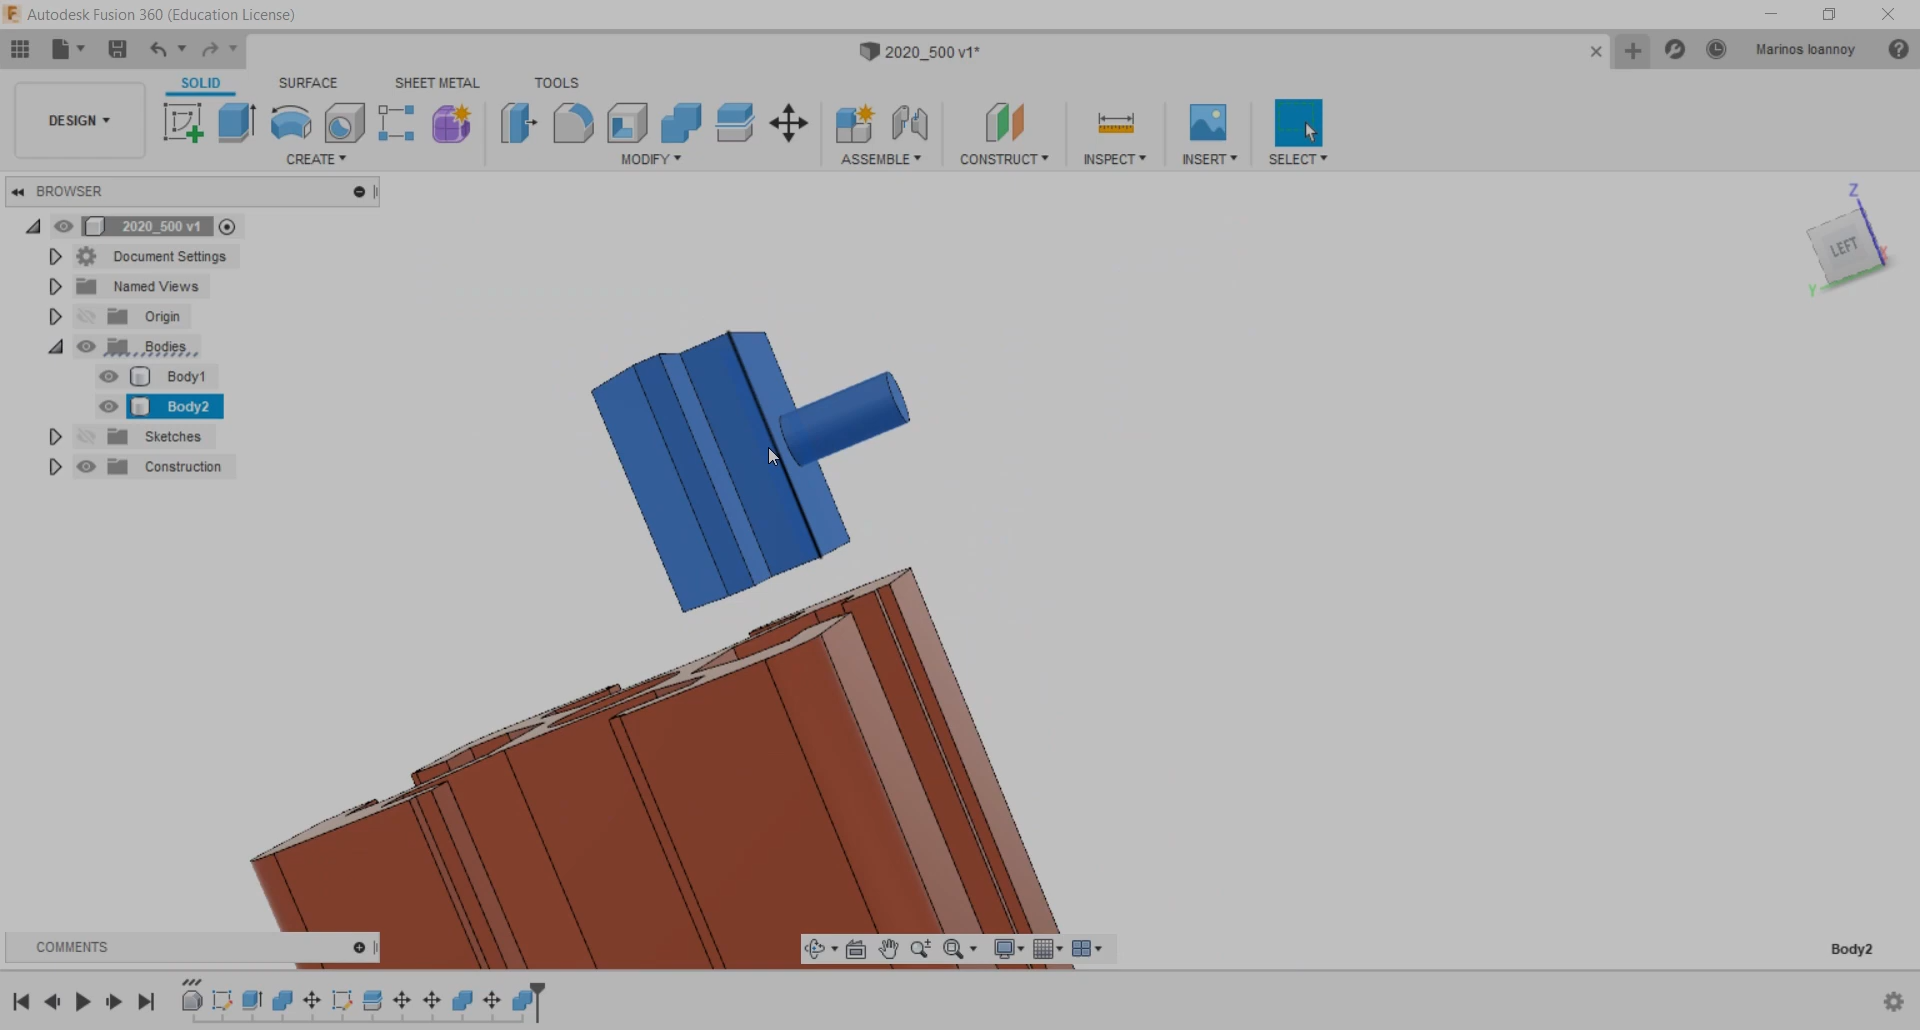 Autodesk Fusion 360 (Education License)
2020_500 v1*
Marinos Ioannoy
SOLID
SURFACE
SHEET METAL
TOOLS
DESIGN
CREATE
MODIFY
ASSEMBLE
CONSTRUCT
INSPECT
INSERT
SELECT
BROWSER
2020_500 v1
Document Settings
Named Views
Origin
Bodies
Body1
Body2
Sketches
Construction
Z
LEFT
X
Y
COMMENTS
Body2